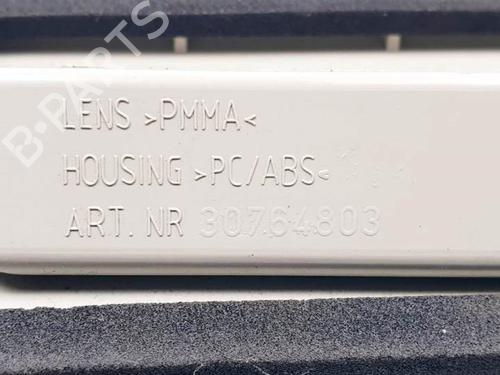 B-PARTS
LENS >PMMA<
HOUSING >PC/ABS<
ART. NR 30764803